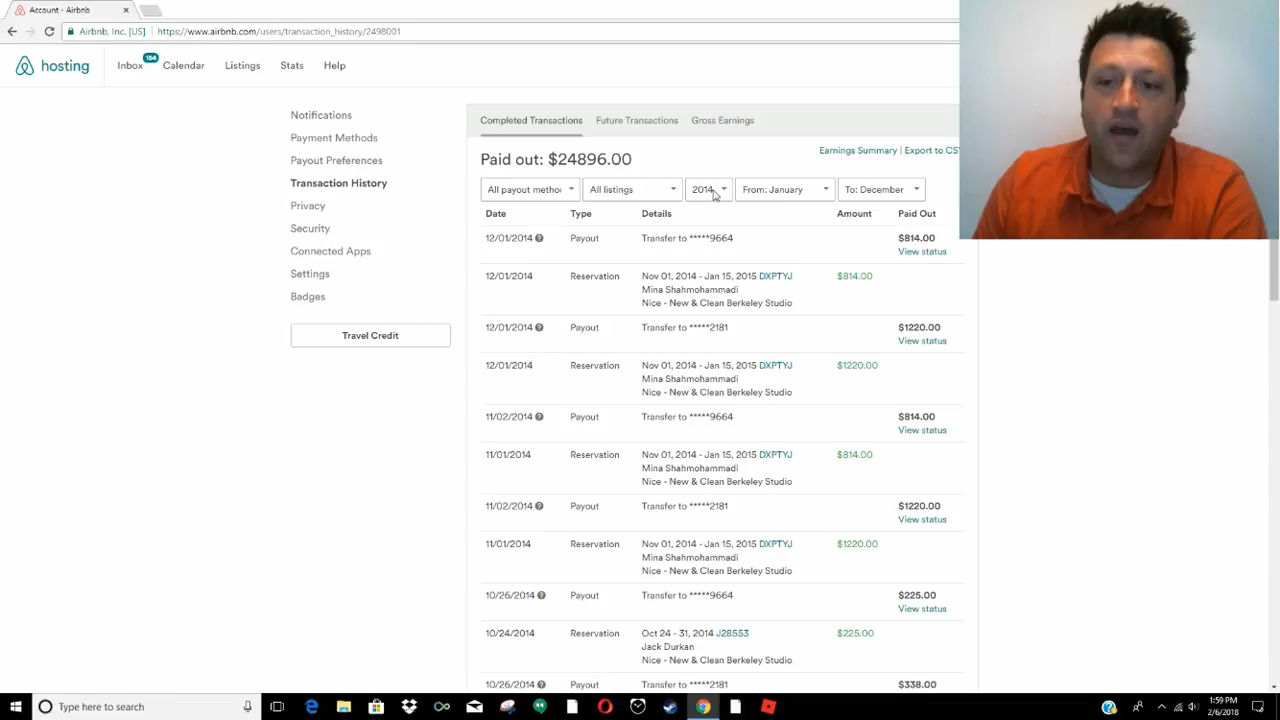 Account - Airbnb
Airbnb, Inc. [US] https://www.airbnb.com/users/transaction_history/2498001
hosting
Inbox 184 Calendar Listings Stats Help
Notifications
Payment Methods
Payout Preferences
Transaction History
Privacy
Security
Connected Apps
Settings
Badges
Travel Credit
Completed Transactions Future Transactions Gross Earnings
Earnings Summary | Export to CS
Paid out: $24896.00
All payout metho All listings 2014 From: January To: December
Date Type Details Amount Paid Out
12/01/2014 Payout Transfer to *****9664 $814.00
View status
12/01/2014 Reservation Nov 01, 2014 - Jan 15, 2015 DXPTYJ $814.00
Mina Shahmohammadi
Nice - New & Clean Berkeley Studio
12/01/2014 Payout Transfer to *****2181 $1220.00
View status
12/01/2014 Reservation Nov 01, 2014 - Jan 15, 2015 DXPTYJ $1220.00
Mina Shahmohammadi
Nice - New & Clean Berkeley Studio
11/02/2014 Payout Transfer to *****9664 $814.00
View status
11/01/2014 Reservation Nov 01, 2014 - Jan 15, 2015 DXPTYJ $814.00
Mina Shahmohammadi
Nice - New & Clean Berkeley Studio
11/02/2014 Payout Transfer to *****2181 $1220.00
View status
11/01/2014 Reservation Nov 01, 2014 - Jan 15, 2015 DXPTYJ $1220.00
Mina Shahmohammadi
Nice - New & Clean Berkeley Studio
10/26/2014 Payout Transfer to *****9664 $225.00
View status
10/24/2014 Reservation Oct 24 - 31, 2014 J28553 $225.00
Jack Durkan
Nice - New & Clean Berkeley Studio
10/26/2014 Payout Transfer to *****2181 $338.00
Type here to search
1:59 PM
2/6/2018